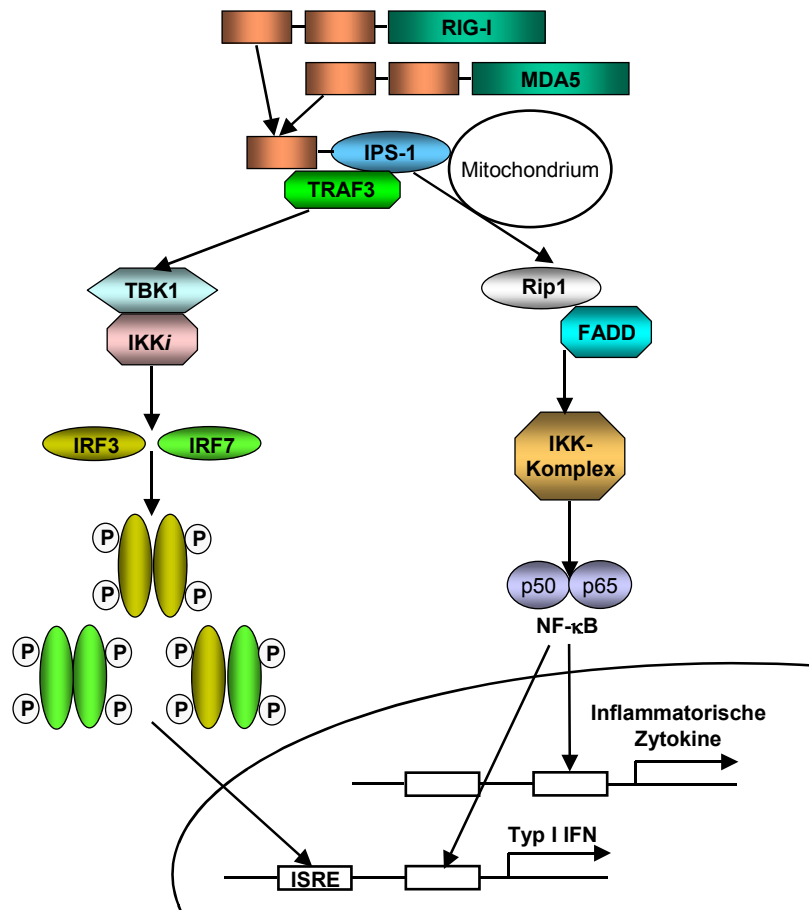 RIG-I
MDA5
IPS-1
Mitochondrium
TRAF3
TBK1
Rip1
IKKi
FADD
IRF3
IRF7
IKK-
Komplex
P
P
P
P
p50
p65
NF-κB
P
P
P
P
P
P
P
P
Inflammatorische
Zytokine
Typ I IFN
ISRE